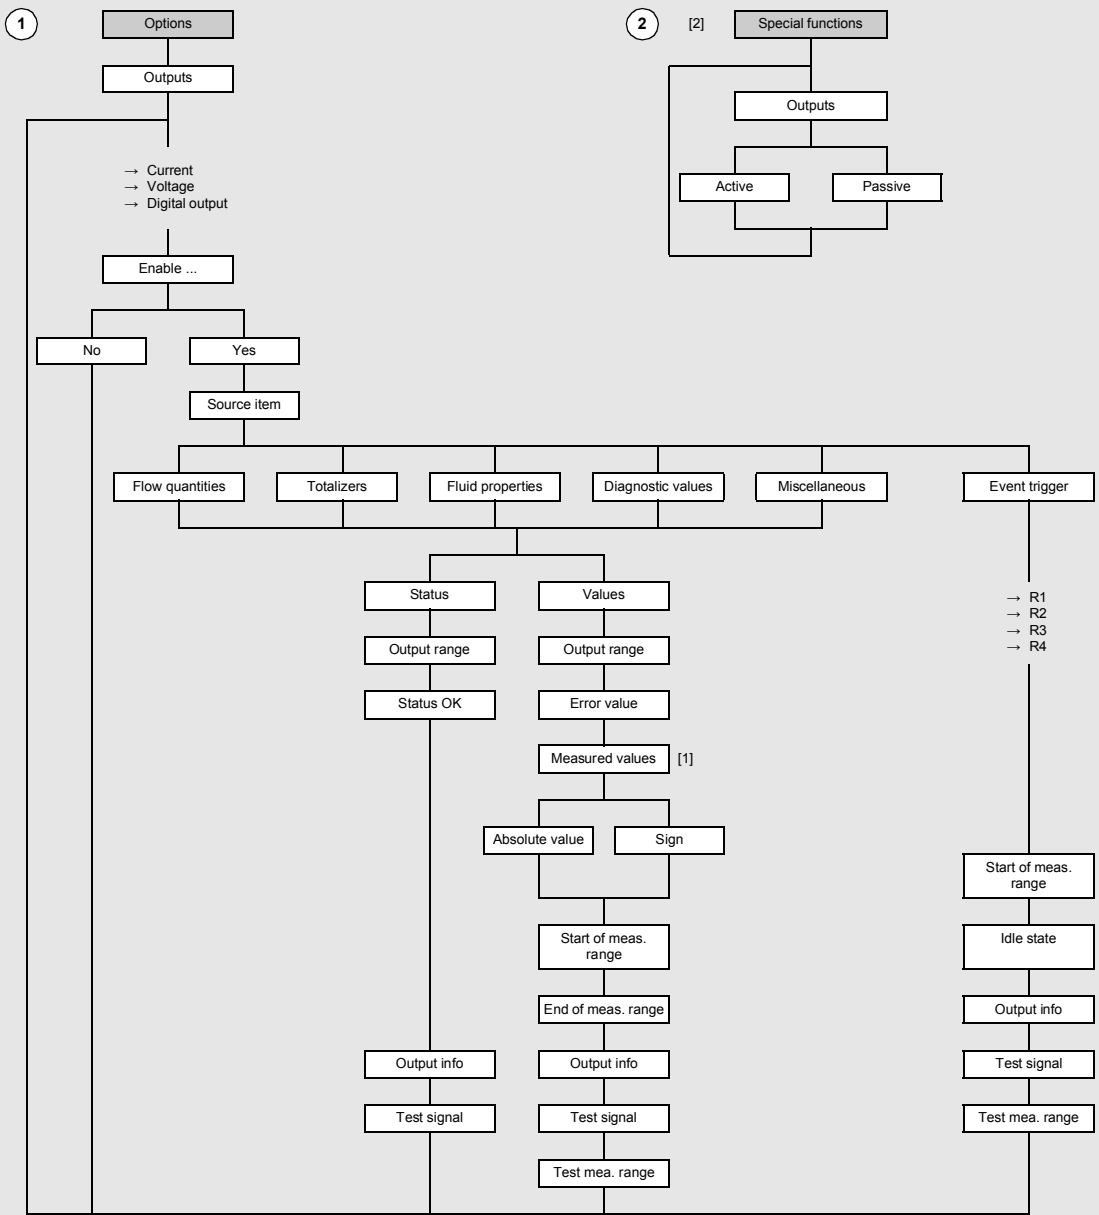 1
Options
2
[2]
Special functions
Outputs
Outputs
→ Current
→ Voltage
→ Digital output
Active
Passive
Enable ...
No
Yes
Source item
Flow quantities
Totalizers
Fluid properties
Diagnostic values
Miscellaneous
Event trigger
Status
Values
→ R1
→ R2
→ R3
→ R4
Output range
Output range
Status OK
Error value
Measured values
[1]
Absolute value
Sign
Start of meas.
range
Start of meas.
range
Idle state
End of meas. range
Output info
Output info
Output info
Test signal
Test signal
Test signal
Test mea. range
Test mea. range